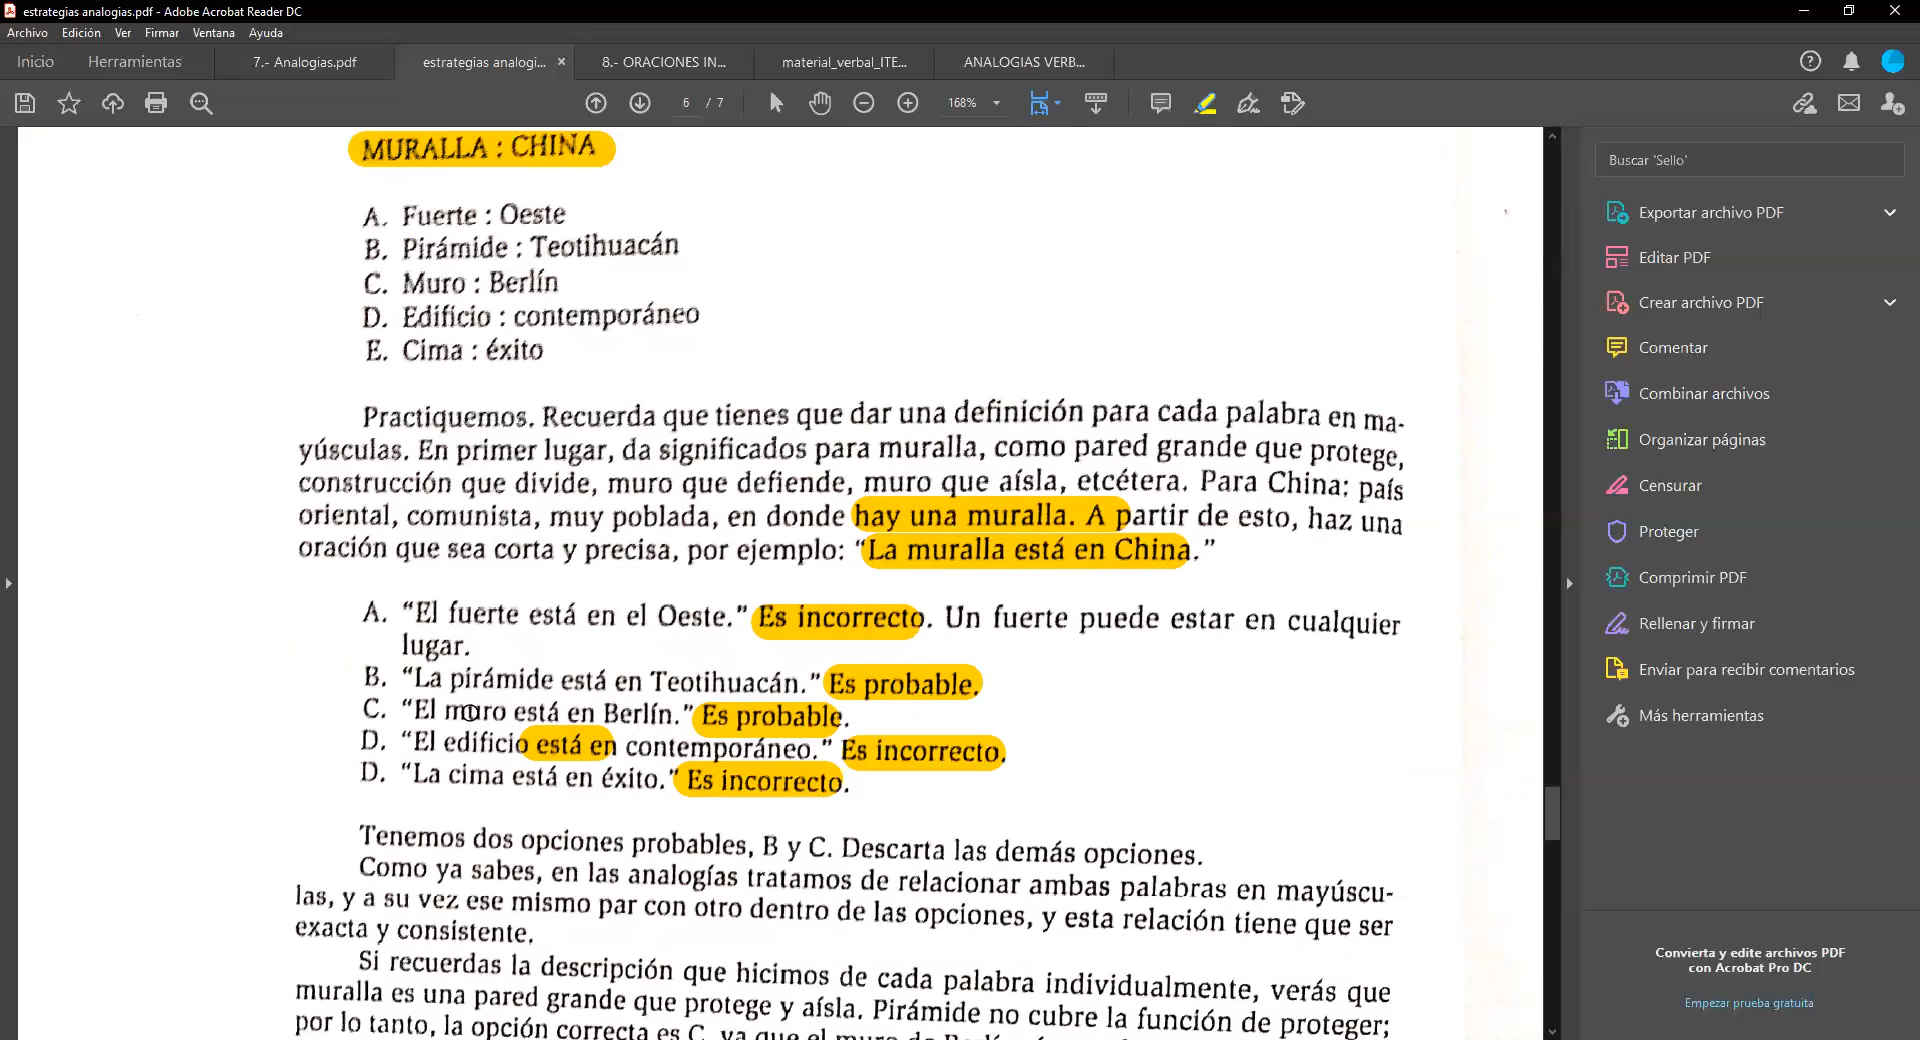 estrategias analogias.pdf - Adobe Acrobat Reader DC
Archivo Edición Ver Firmar Ventana Ayuda
Inicio Herramientas 7.- Analogias.pdf estrategias analogi... × 8.- ORACIONES IN... material_verbal_ITE... ANALOGIAS VERB...
6 / 7 168%
MURALLA : CHINA
A. Fuerte : Oeste
B. Pirámide : Teotihuacán
C. Muro : Berlín
D. Edificio : contemporáneo
E. Cima : éxito
Practiquemos. Recuerda que tienes que dar una definición para cada palabra en ma-
yúsculas. En primer lugar, da significados para muralla, como pared grande que protege,
construcción que divide, muro que defiende, muro que aísla, etcétera. Para China: país
oriental, comunista, muy poblada, en donde hay una muralla. A partir de esto, haz una
oración que sea corta y precisa, por ejemplo: “La muralla está en China.”
A. “El fuerte está en el Oeste.” Es incorrecto. Un fuerte puede estar en cualquier
lugar.
B. “La pirámide está en Teotihuacán.” Es probable.
C. “El muro está en Berlín.” Es probable.
D. “El edificio está en contemporáneo.” Es incorrecto.
D. “La cima está en éxito.” Es incorrecto.
Tenemos dos opciones probables, B y C. Descarta las demás opciones.
Como ya sabes, en las analogías tratamos de relacionar ambas palabras en mayúscu-
las, y a su vez ese mismo par con otro dentro de las opciones, y esta relación tiene que ser
exacta y consistente.
Si recuerdas la descripción que hicimos de cada palabra individualmente, verás que
muralla es una pared grande que protege y aísla. Pirámide no cubre la función de proteger;
por lo tanto, la opción correcta es C, ya que el muro de Berlín
Buscar 'Sello'
Exportar archivo PDF
Editar PDF
Crear archivo PDF
Comentar
Combinar archivos
Organizar páginas
Censurar
Proteger
Comprimir PDF
Rellenar y firmar
Enviar para recibir comentarios
Más herramientas
Convierta y edite archivos PDF
con Acrobat Pro DC
Empezar prueba gratuita